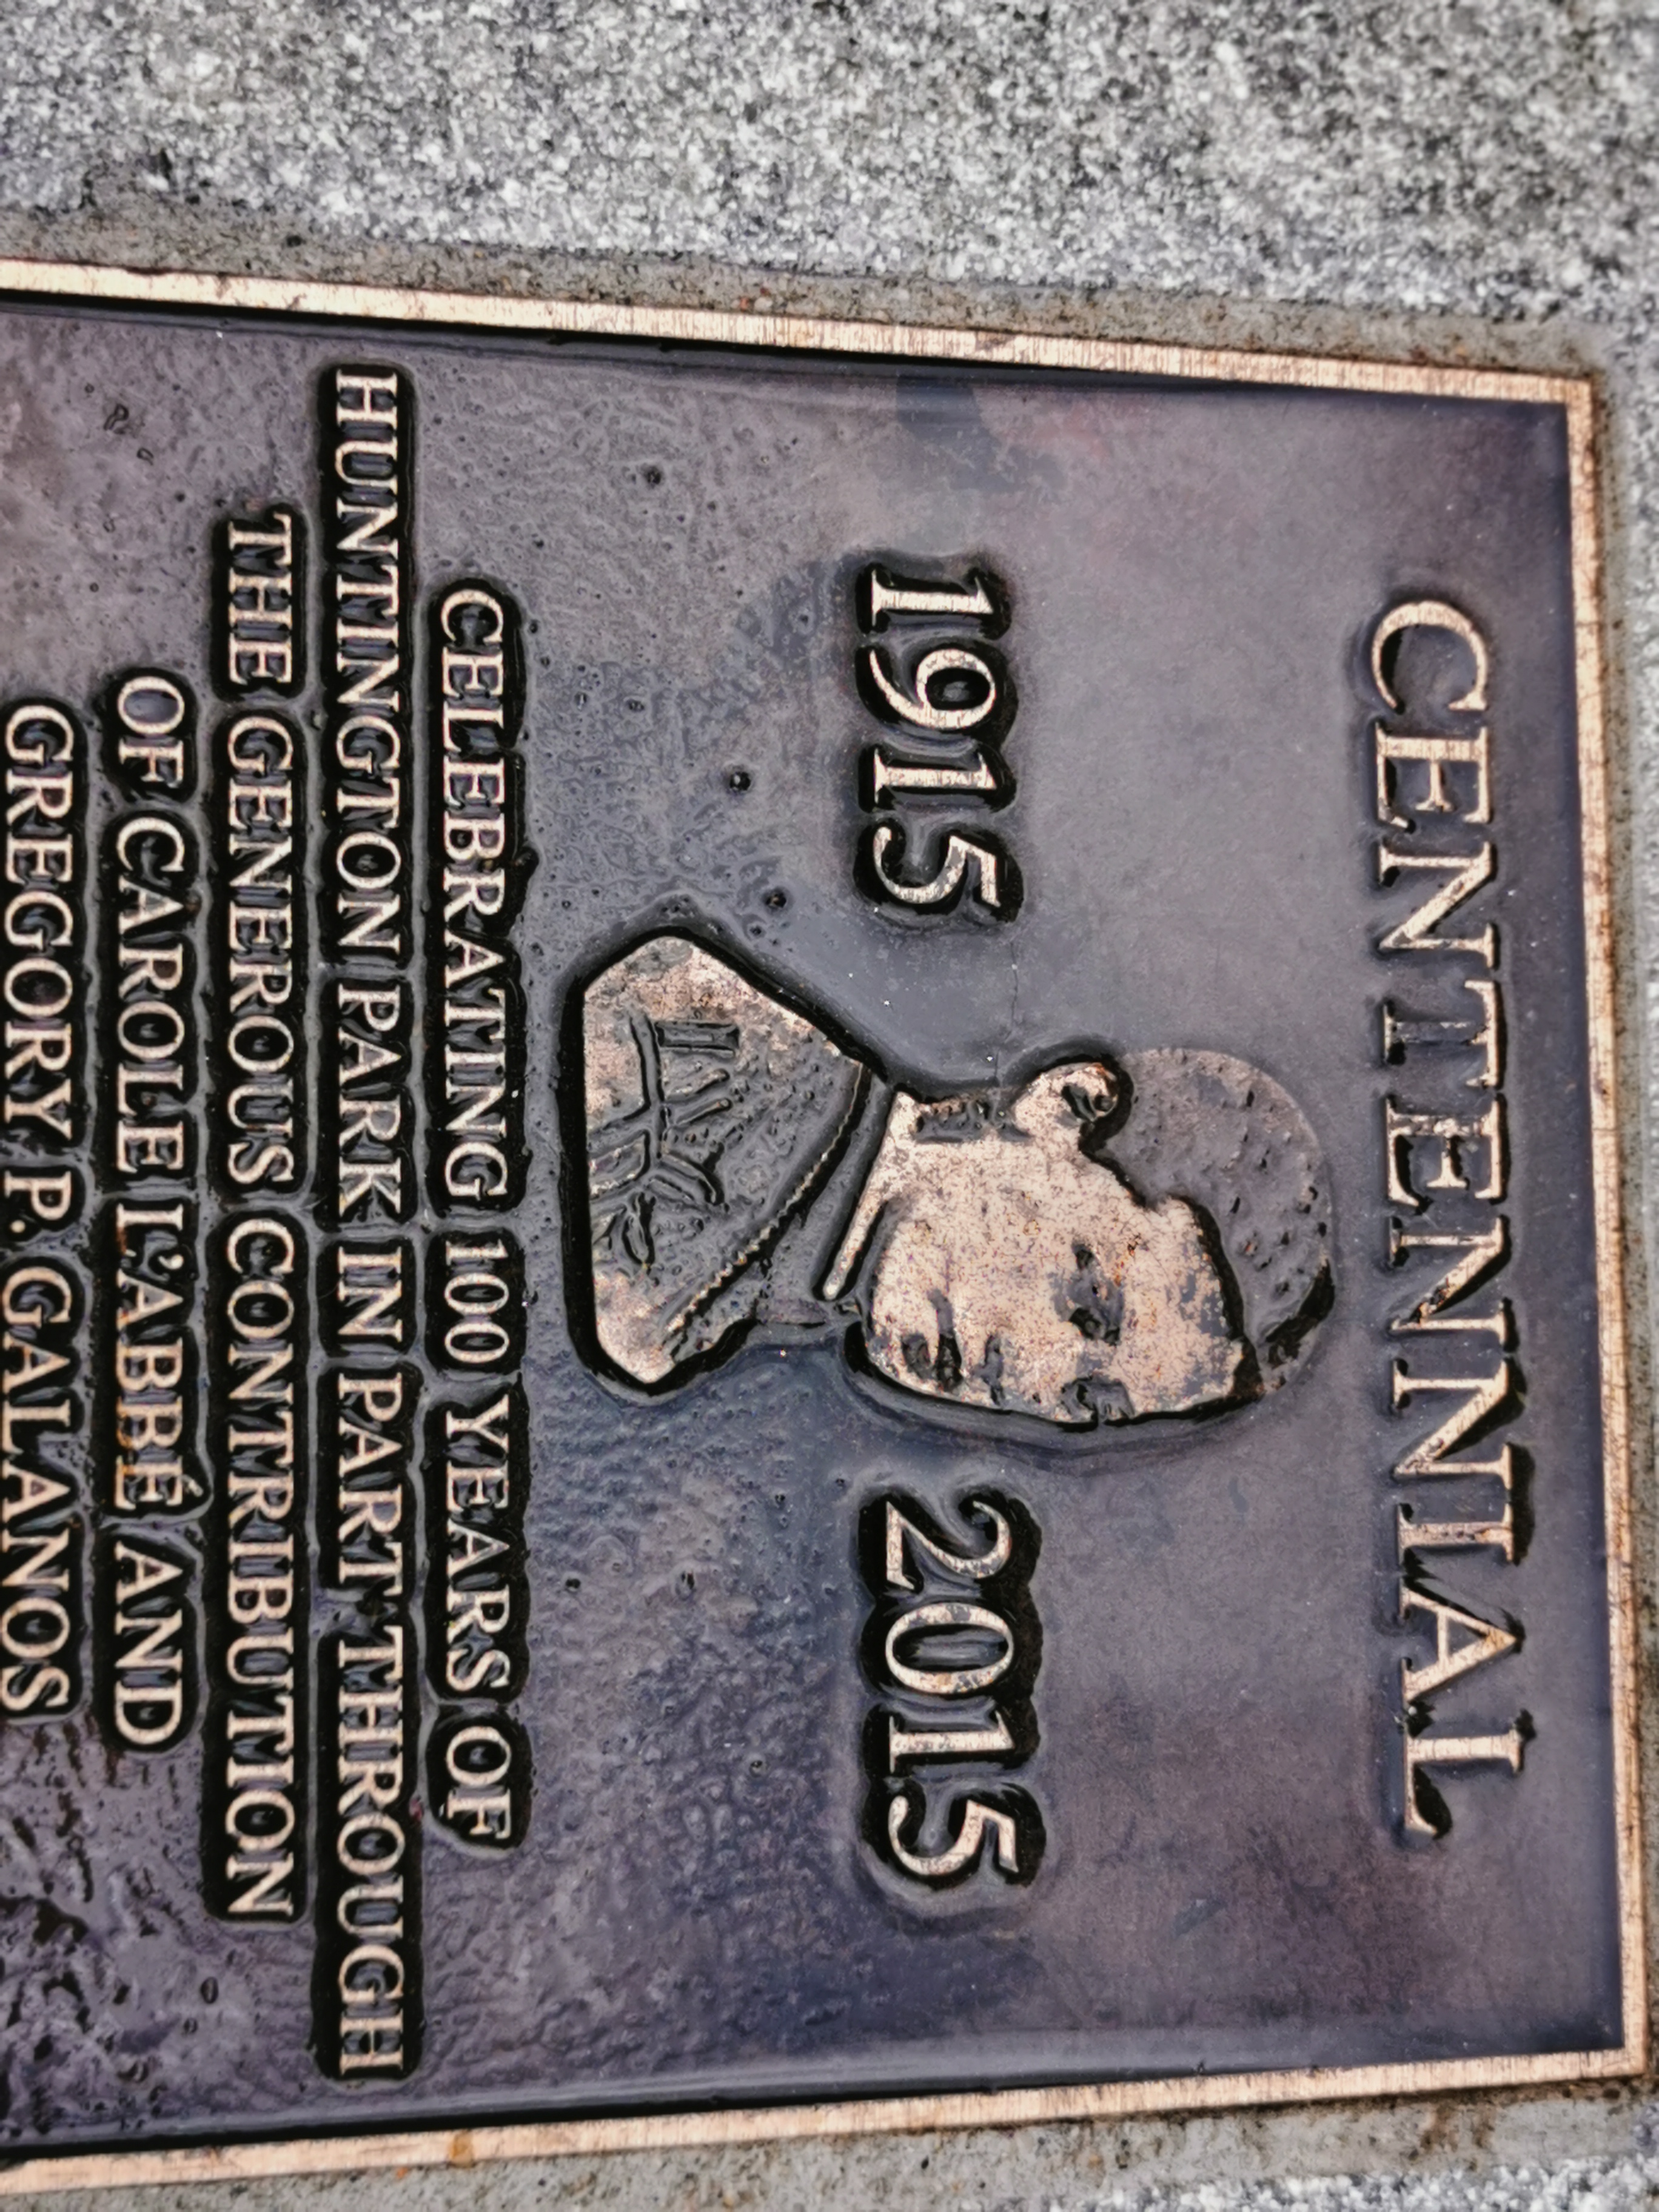 CENTENNIAL
1915 2015
CELEBRATING 100 YEARS OF
HUNTINGTON PARK IN PART THROUGH
THE GENEROUS CONTRIBUTION
OF CAROLE L'ABBÉ AND
GREGORY P. GALANOS